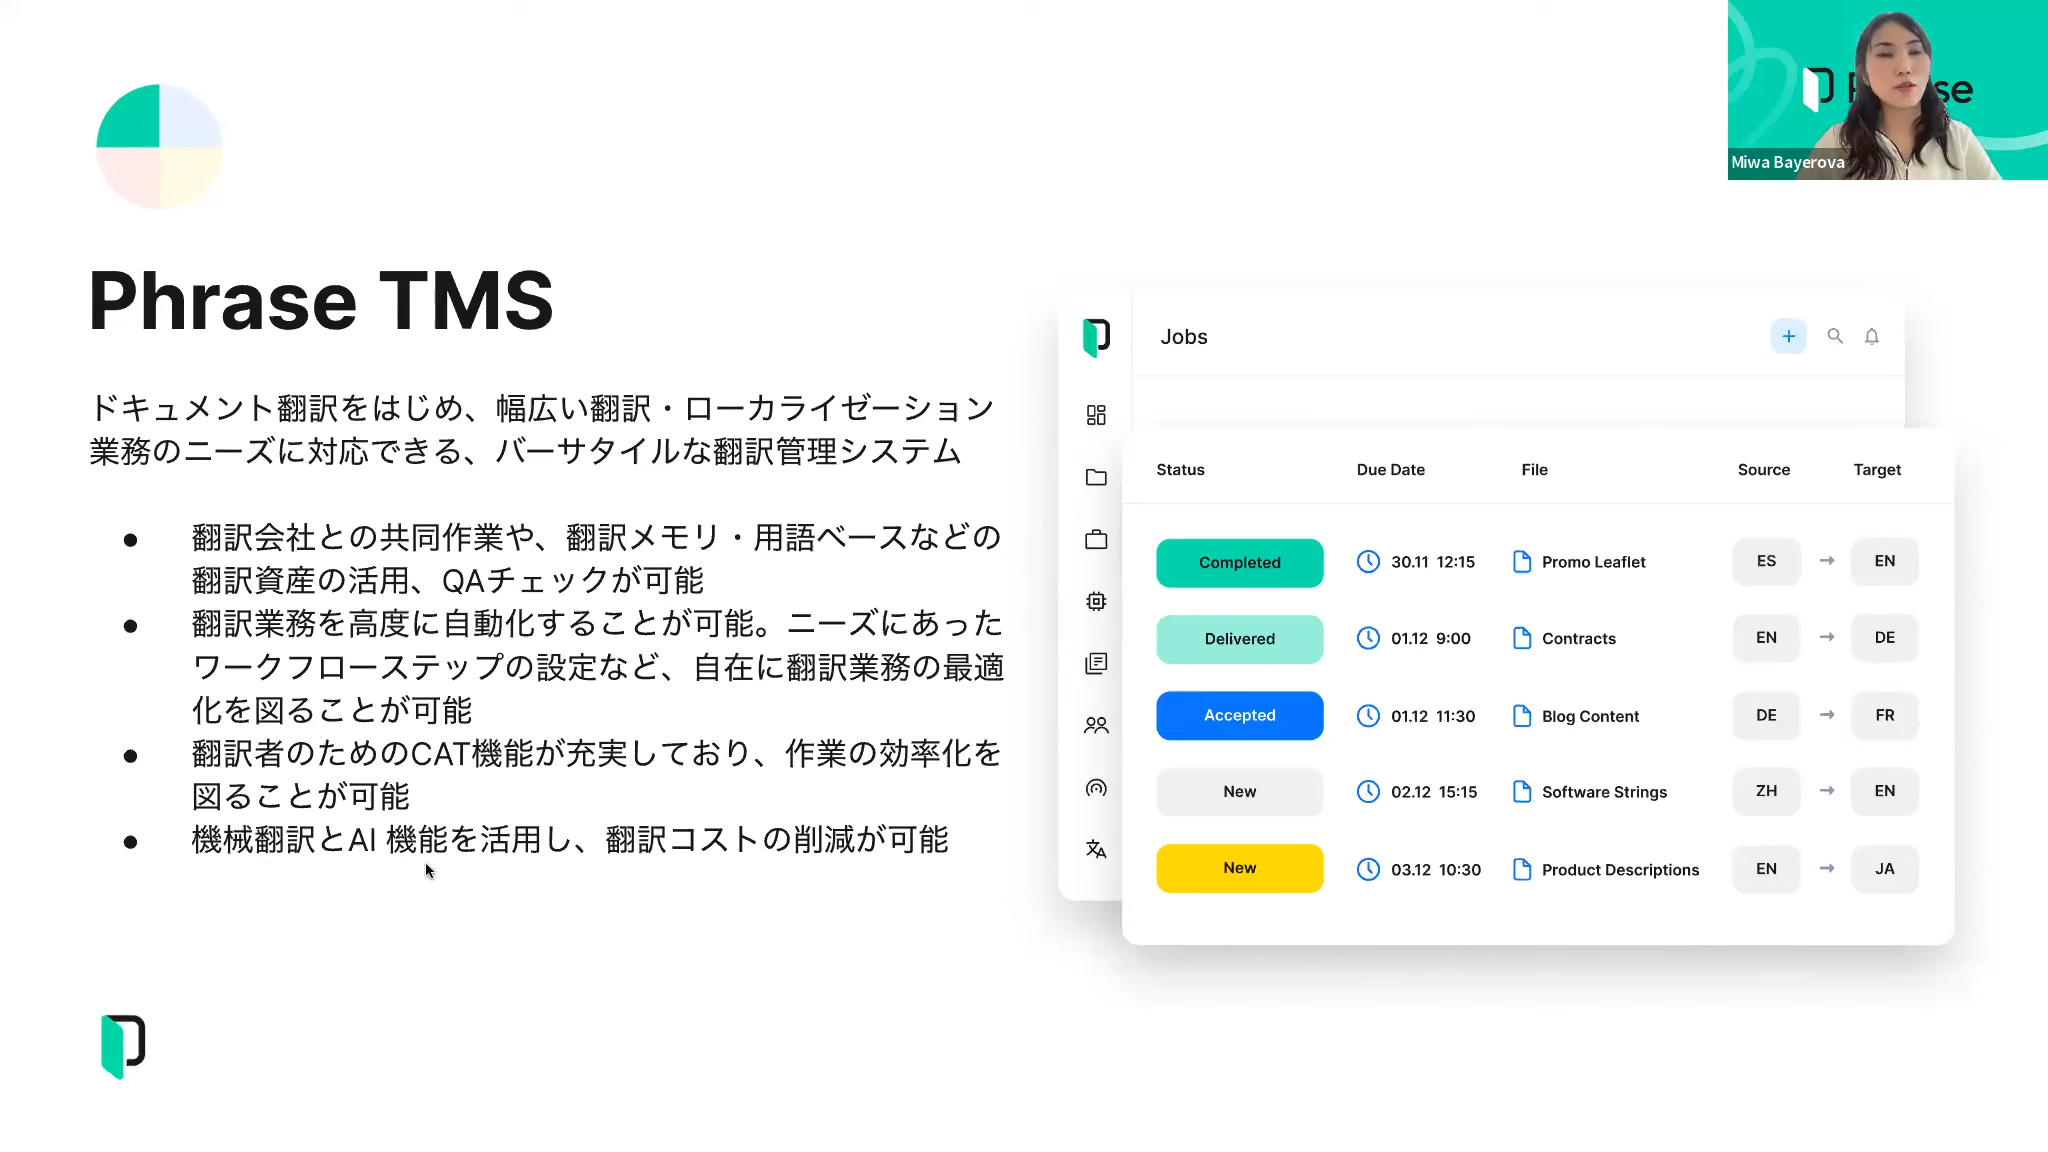 Phrase TMS
ドキュメント翻訳をはじめ、幅広い翻訳・ローカライゼーション
業務のニーズに対応できる、バーサタイルな翻訳管理システム
● 翻訳会社との共同作業や、翻訳メモリ・用語ベースなどの
翻訳資産の活用、QAチェックが可能
● 翻訳業務を高度に自動化することが可能。ニーズにあった
ワークフローステップの設定など、自在に翻訳業務の最適
化を図ることが可能
● 翻訳者のためのCAT機能が充実しており、作業の効率化を
図ることが可能
● 機械翻訳とAI 機能を活用し、翻訳コストの削減が可能
Miwa Bayerova
Jobs
Status Due Date File Source Target
Completed 30.11 12:15 Promo Leaflet ES → EN
Delivered 01.12 9:00 Contracts EN → DE
Accepted 01.12 11:30 Blog Content DE → FR
New 02.12 15:15 Software Strings ZH → EN
New 03.12 10:30 Product Descriptions EN → JA